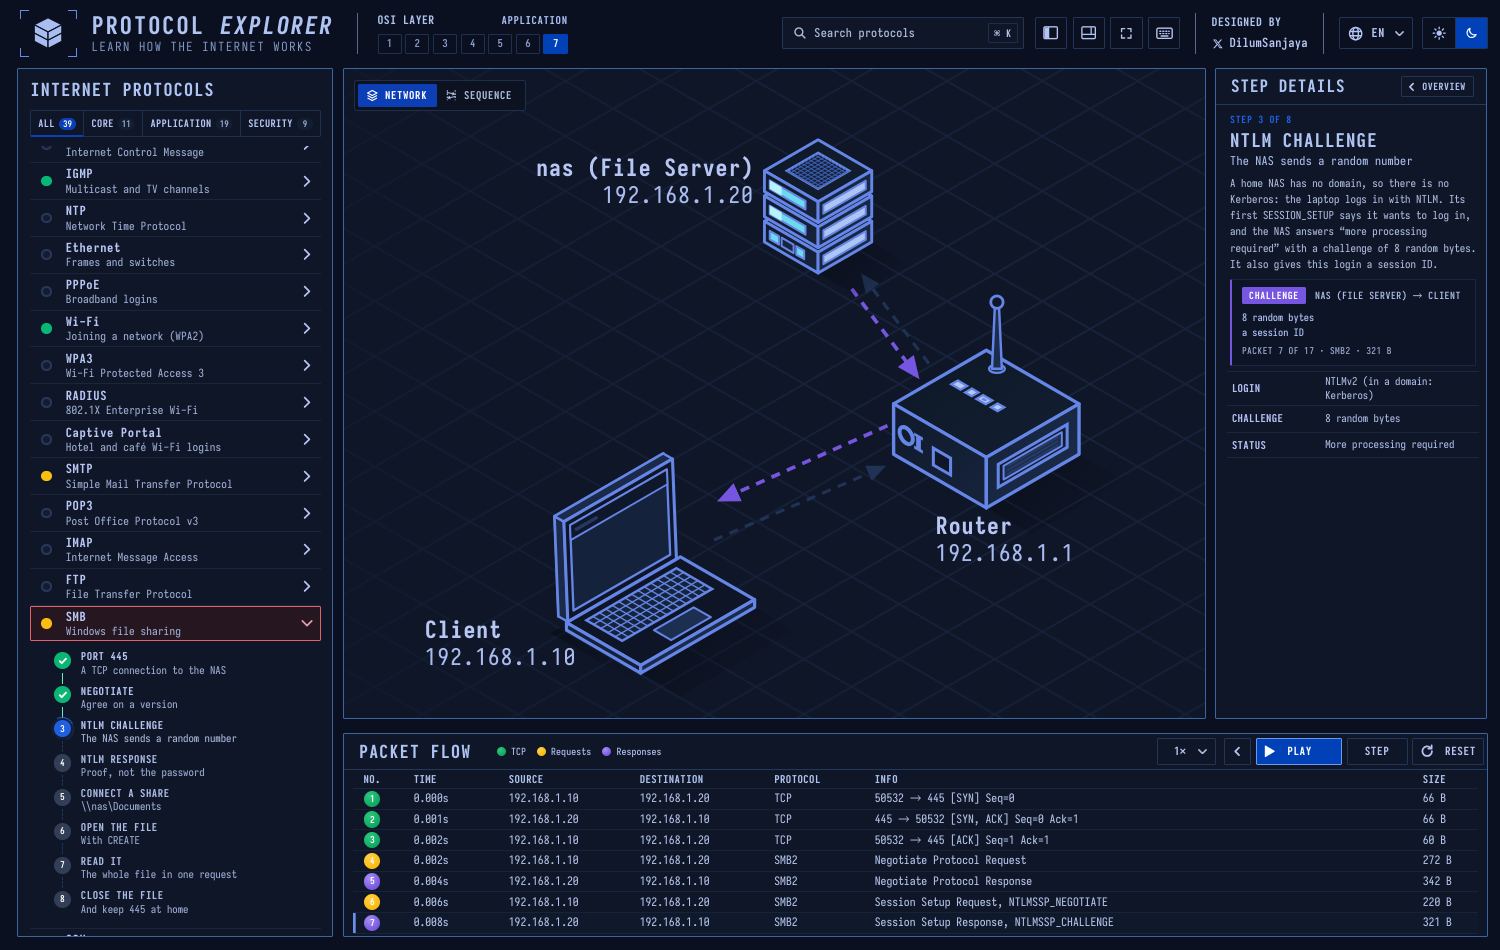 PROTOCOL EXPLORER
LEARN HOW THE INTERNET WORKS
OSI LAYER APPLICATION
1 2 3 4 5 6 7
Search protocols ⌘ K
DESIGNED BY
DilumSanjaya
EN
INTERNET PROTOCOLS
ALL 39 CORE 11 APPLICATION 19 SECURITY 9
Internet Control Message
IGMP
Multicast and TV channels
NTP
Network Time Protocol
Ethernet
Frames and switches
PPPoE
Broadband logins
Wi-Fi
Joining a network (WPA2)
WPA3
Wi-Fi Protected Access 3
RADIUS
802.1X Enterprise Wi-Fi
Captive Portal
Hotel and café Wi-Fi logins
SMTP
Simple Mail Transfer Protocol
POP3
Post Office Protocol v3
IMAP
Internet Message Access
FTP
File Transfer Protocol
SMB
Windows file sharing
PORT 445
A TCP connection to the NAS
NEGOTIATE
Agree on a version
3 NTLM CHALLENGE
The NAS sends a random number
4 NTLM RESPONSE
Proof, not the password
5 CONNECT A SHARE
\\nas\Documents
6 OPEN THE FILE
With CREATE
7 READ IT
The whole file in one request
8 CLOSE THE FILE
And keep 445 at home
NETWORK SEQUENCE
nas (File Server)
192.168.1.20
Router
192.168.1.1
Client
192.168.1.10
STEP DETAILS OVERVIEW
STEP 3 OF 8
NTLM CHALLENGE
The NAS sends a random number
A home NAS has no domain, so there is no
Kerberos: the laptop logs in with NTLM. Its
first SESSION_SETUP says it wants to log in,
and the NAS answers “more processing
required” with a challenge of 8 random bytes.
It also gives this login a session ID.
CHALLENGE NAS (FILE SERVER) → CLIENT
8 random bytes
a session ID
PACKET 7 OF 17 · SMB2 · 321 B
LOGIN NTLMv2 (in a domain:
Kerberos)
CHALLENGE 8 random bytes
STATUS More processing required
PACKET FLOW TCP Requests Responses 1× PLAY STEP RESET
NO. TIME SOURCE DESTINATION PROTOCOL INFO SIZE
1 0.000s 192.168.1.10 192.168.1.20 TCP 50532 → 445 [SYN] Seq=0 66 B
2 0.001s 192.168.1.20 192.168.1.10 TCP 445 → 50532 [SYN, ACK] Seq=0 Ack=1 66 B
3 0.002s 192.168.1.10 192.168.1.20 TCP 50532 → 445 [ACK] Seq=1 Ack=1 60 B
4 0.002s 192.168.1.10 192.168.1.20 SMB2 Negotiate Protocol Request 272 B
5 0.004s 192.168.1.20 192.168.1.10 SMB2 Negotiate Protocol Response 342 B
6 0.006s 192.168.1.10 192.168.1.20 SMB2 Session Setup Request, NTLMSSP_NEGOTIATE 220 B
7 0.008s 192.168.1.20 192.168.1.10 SMB2 Session Setup Response, NTLMSSP_CHALLENGE 321 B